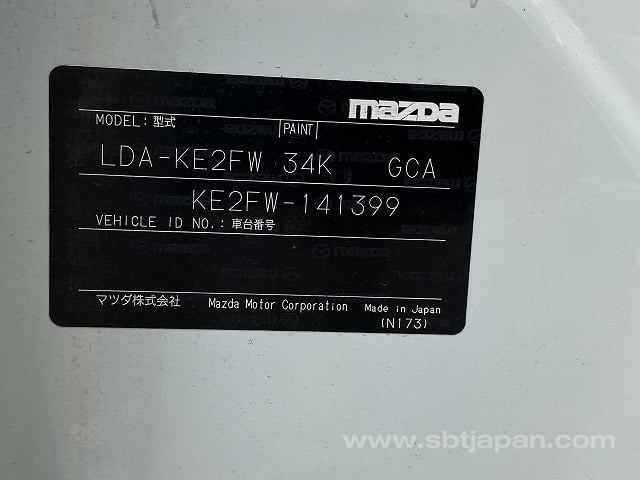 mazda
MODEL: 型式 PAINT
LDA-KE2FW 34K GCA
KE2FW-141399
VEHICLE ID NO.: 車台番号
マツダ株式会社 Mazda Motor Corporation Made in Japan
(N173)
www.sbtjapan.com